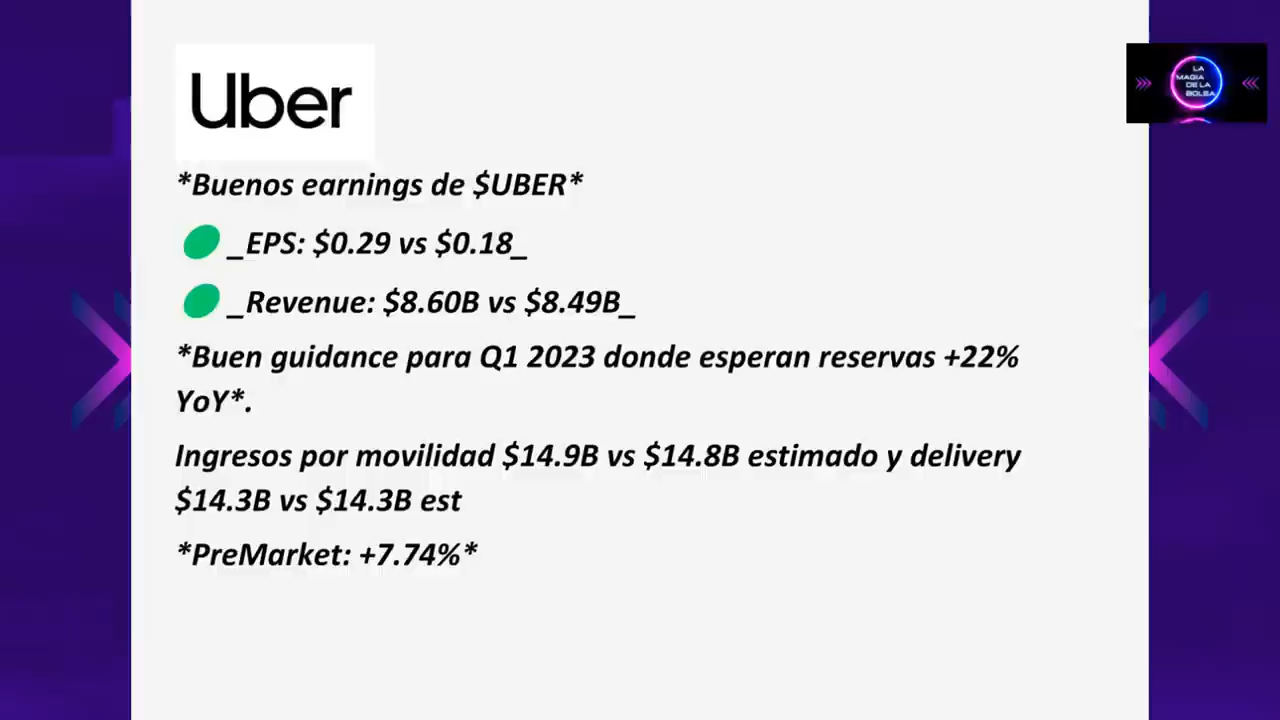 Uber
LA
MAGIA
DE LA
BOLSA
*Buenos earnings de $UBER*
_EPS: $0.29 vs $0.18_
_Revenue: $8.60B vs $8.49B_
*Buen guidance para Q1 2023 donde esperan reservas +22%
YoY*.
Ingresos por movilidad $14.9B vs $14.8B estimado y delivery
$14.3B vs $14.3B est
*PreMarket: +7.74%*